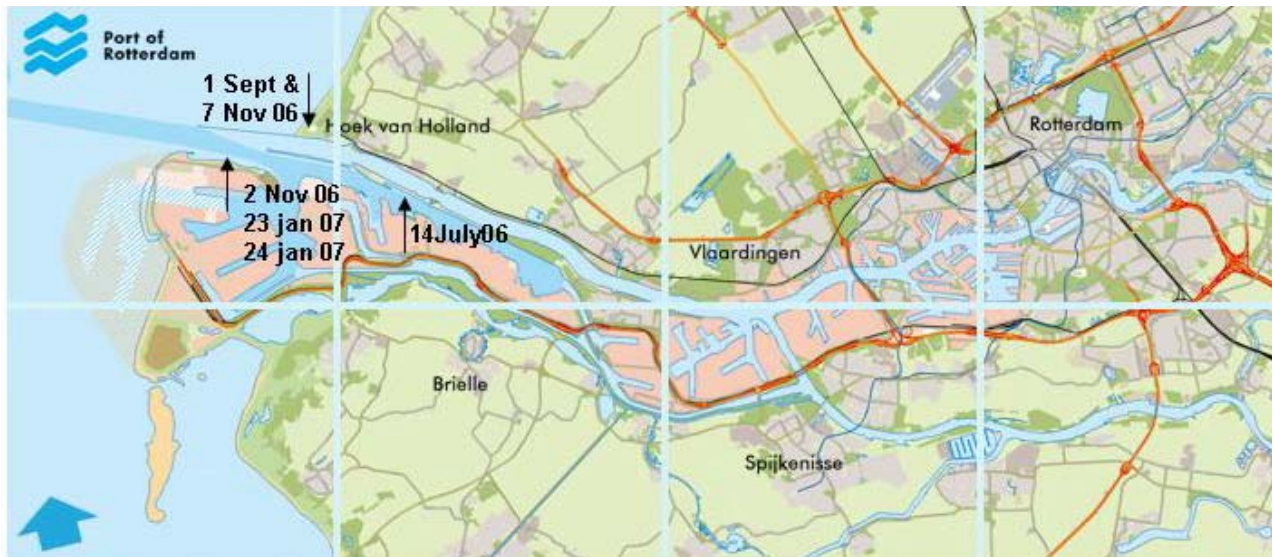 Port of
Rotterdam
1 Sept &
7 Nov 06
Hoek van Holland
Rotterdam
2 Nov 06
23 jan 07
24 jan 07
14July06
Vlaardingen
Brielle
Spijkenisse